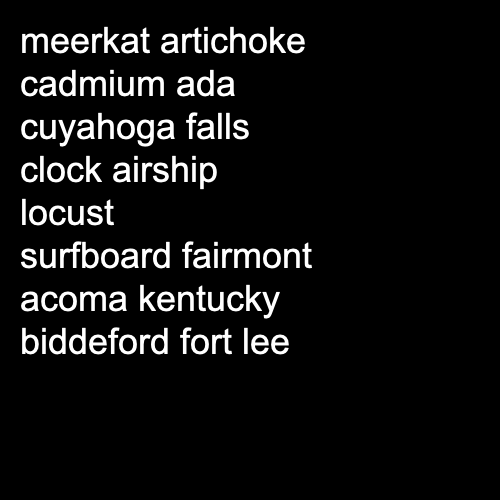 meerkat artichoke
cadmium ada
cuyahoga falls
clock airship
locust
surfboard fairmont
acoma kentucky
biddeford fort lee